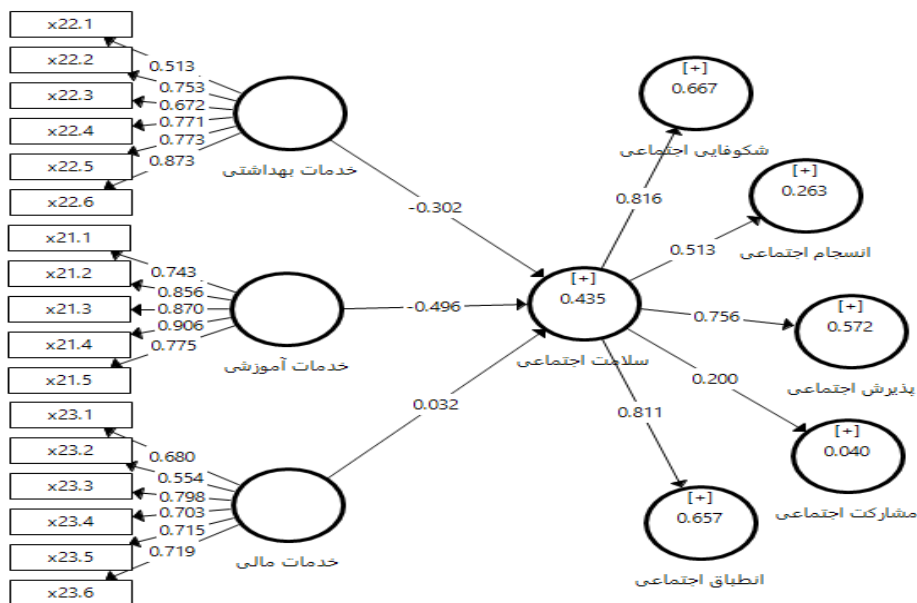 x22.1
x22.2
x22.3
x22.4
x22.5
x22.6
0.513
0.753
0.672
0.771
0.773
0.873
خدمات بهداشتی
-0.302
x21.1
x21.2
x21.3
x21.4
x21.5
0.743
0.856
0.870
0.906
0.775
خدمات آموزشی
-0.496
x23.1
x23.2
x23.3
x23.4
x23.5
x23.6
0.680
0.554
0.798
0.703
0.715
0.719
خدمات مالی
0.032
[+]
0.435
سلامت اجتماعی
0.816
[+]
0.667
شکوفایی اجتماعی
0.513
[+]
0.263
انسجام اجتماعی
0.756
[+]
0.572
پذیرش اجتماعی
0.200
[+]
0.040
مشارکت اجتماعی
0.811
[+]
0.657
انطباق اجتماعی